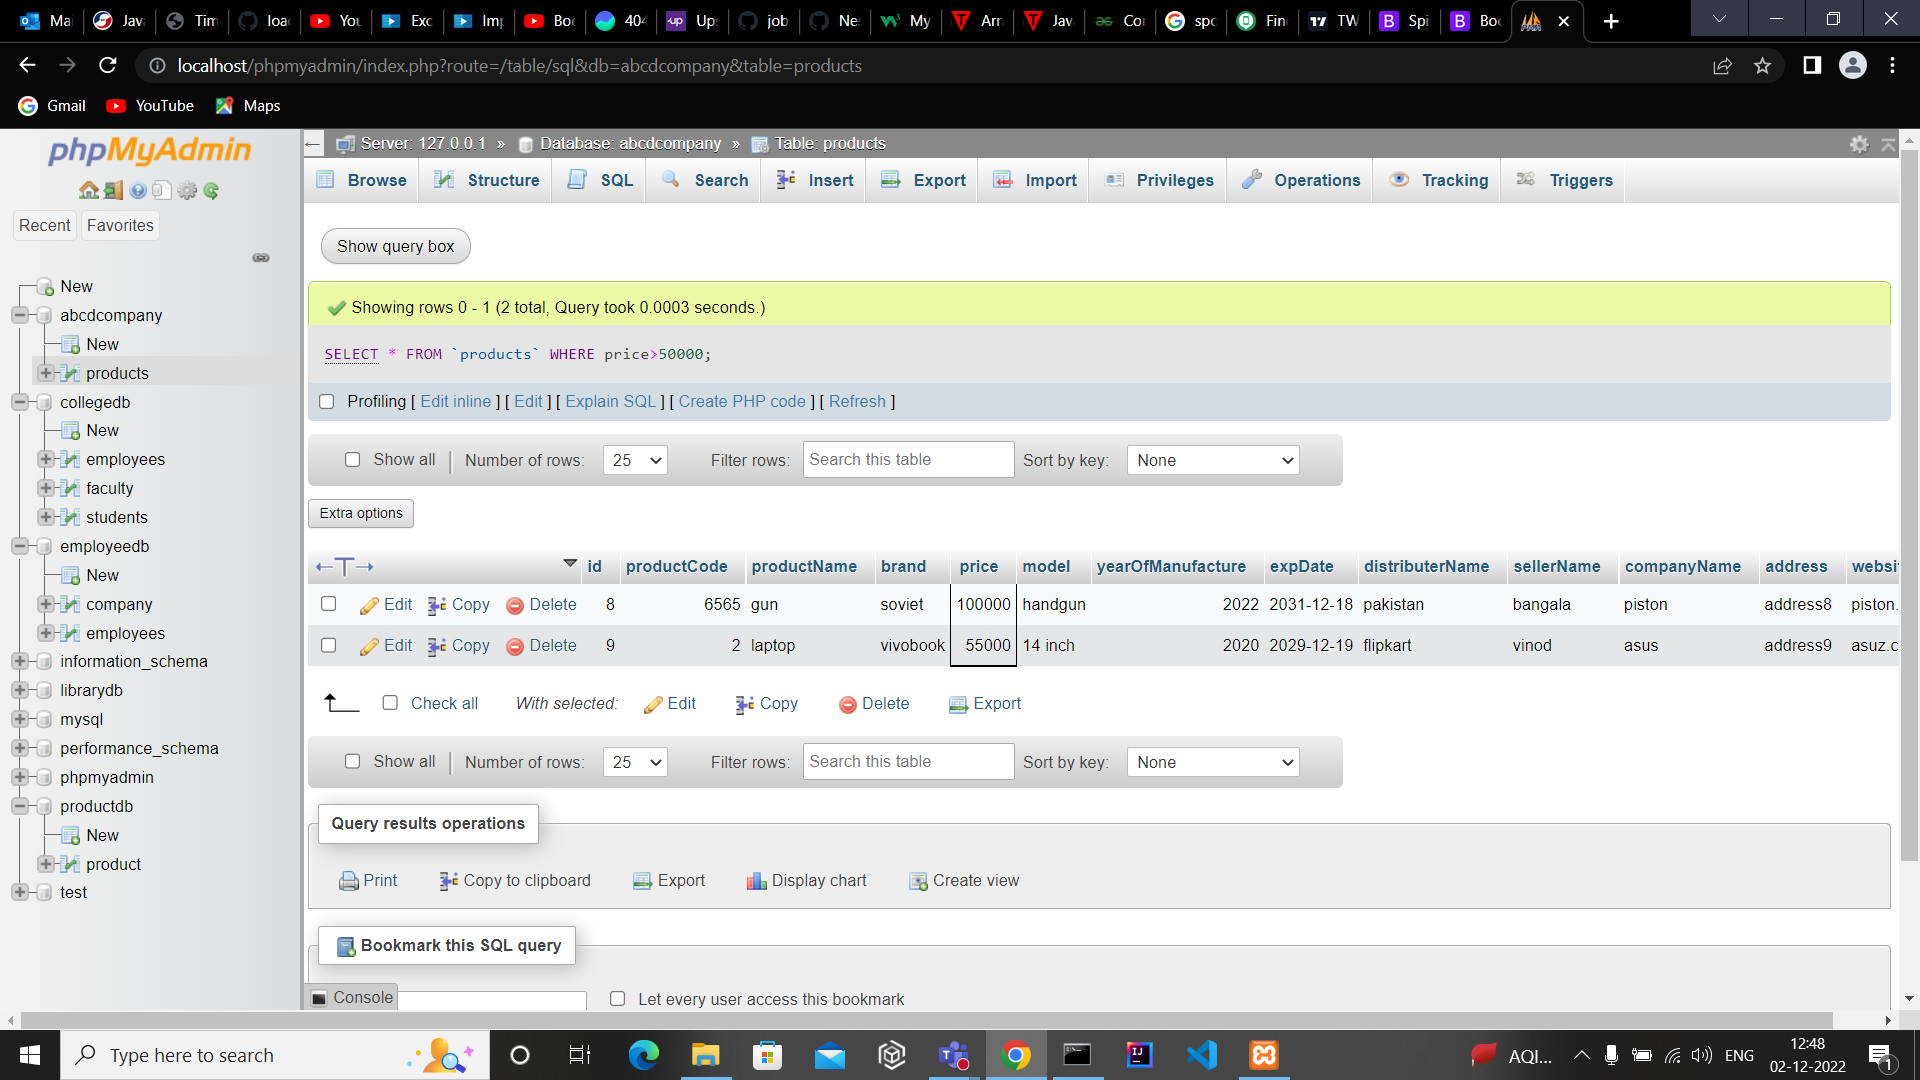 Mai Java Tim load You Exc Imp Boo 404 Ups job Nes My Arra Java Cor spo Fin TW Spi Boo
localhost/phpmyadmin/index.php?route=/table/sql&db=abcdcompany&table=products
Gmail YouTube Maps
phpMyAdmin
Recent Favorites
New
abcdcompany
New
products
collegedb
New
employees
faculty
students
employeedb
New
company
employees
information_schema
librarydb
mysql
performance_schema
phpmyadmin
productdb
New
product
test
Server: 127.0.0.1 » Database: abcdcompany » Table: products
Browse Structure SQL Search Insert Export Import Privileges Operations Tracking Triggers
Show query box
Showing rows 0 - 1 (2 total, Query took 0.0003 seconds.)
SELECT * FROM `products` WHERE price>50000;
Profiling [ Edit inline ] [ Edit ] [ Explain SQL ] [ Create PHP code ] [ Refresh ]
Show all | Number of rows: 25 Filter rows: Search this table Sort by key: None
Extra options
←T→ id productCode productName brand price model yearOfManufacture expDate distributerName sellerName companyName address websi
Edit Copy Delete 8 6565 gun soviet 100000 handgun 2022 2031-12-18 pakistan bangala piston address8 piston.
Edit Copy Delete 9 2 laptop vivobook 55000 14 inch 2020 2029-12-19 flipkart vinod asus address9 asuz.c
Check all With selected: Edit Copy Delete Export
Show all | Number of rows: 25 Filter rows: Search this table Sort by key: None
Query results operations
Print Copy to clipboard Export Display chart Create view
Bookmark this SQL query
Console Let every user access this bookmark
Type here to search
AQI... ENG 12:48
02-12-2022
1